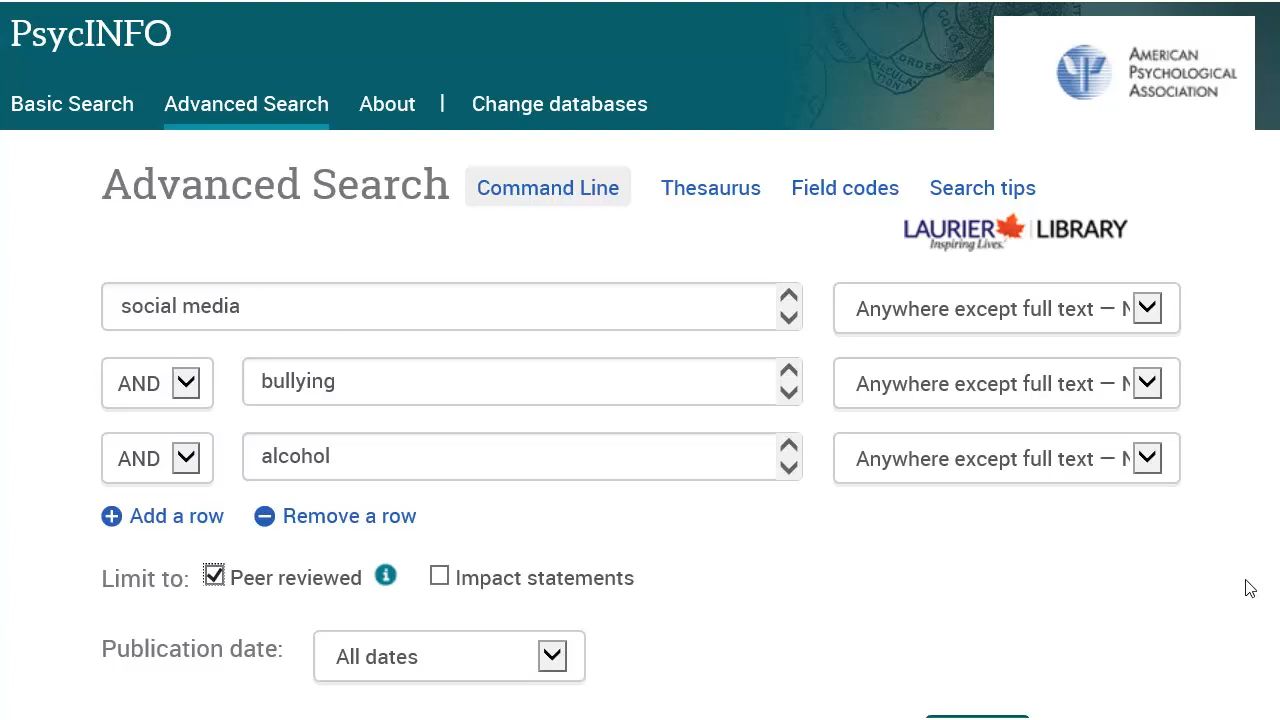 PsycINFO
AMERICAN
PSYCHOLOGICAL
ASSOCIATION
ORDER
Basic Search Advanced Search About | Change databases
Advanced Search Command Line Thesaurus Field codes Search tips
LAURIER LIBRARY
Inspiring Lives.
social media Anywhere except full text — N
AND bullying Anywhere except full text — N
AND alcohol Anywhere except full text — N
Add a row Remove a row
Limit to: Peer reviewed i Impact statements
Publication date: All dates